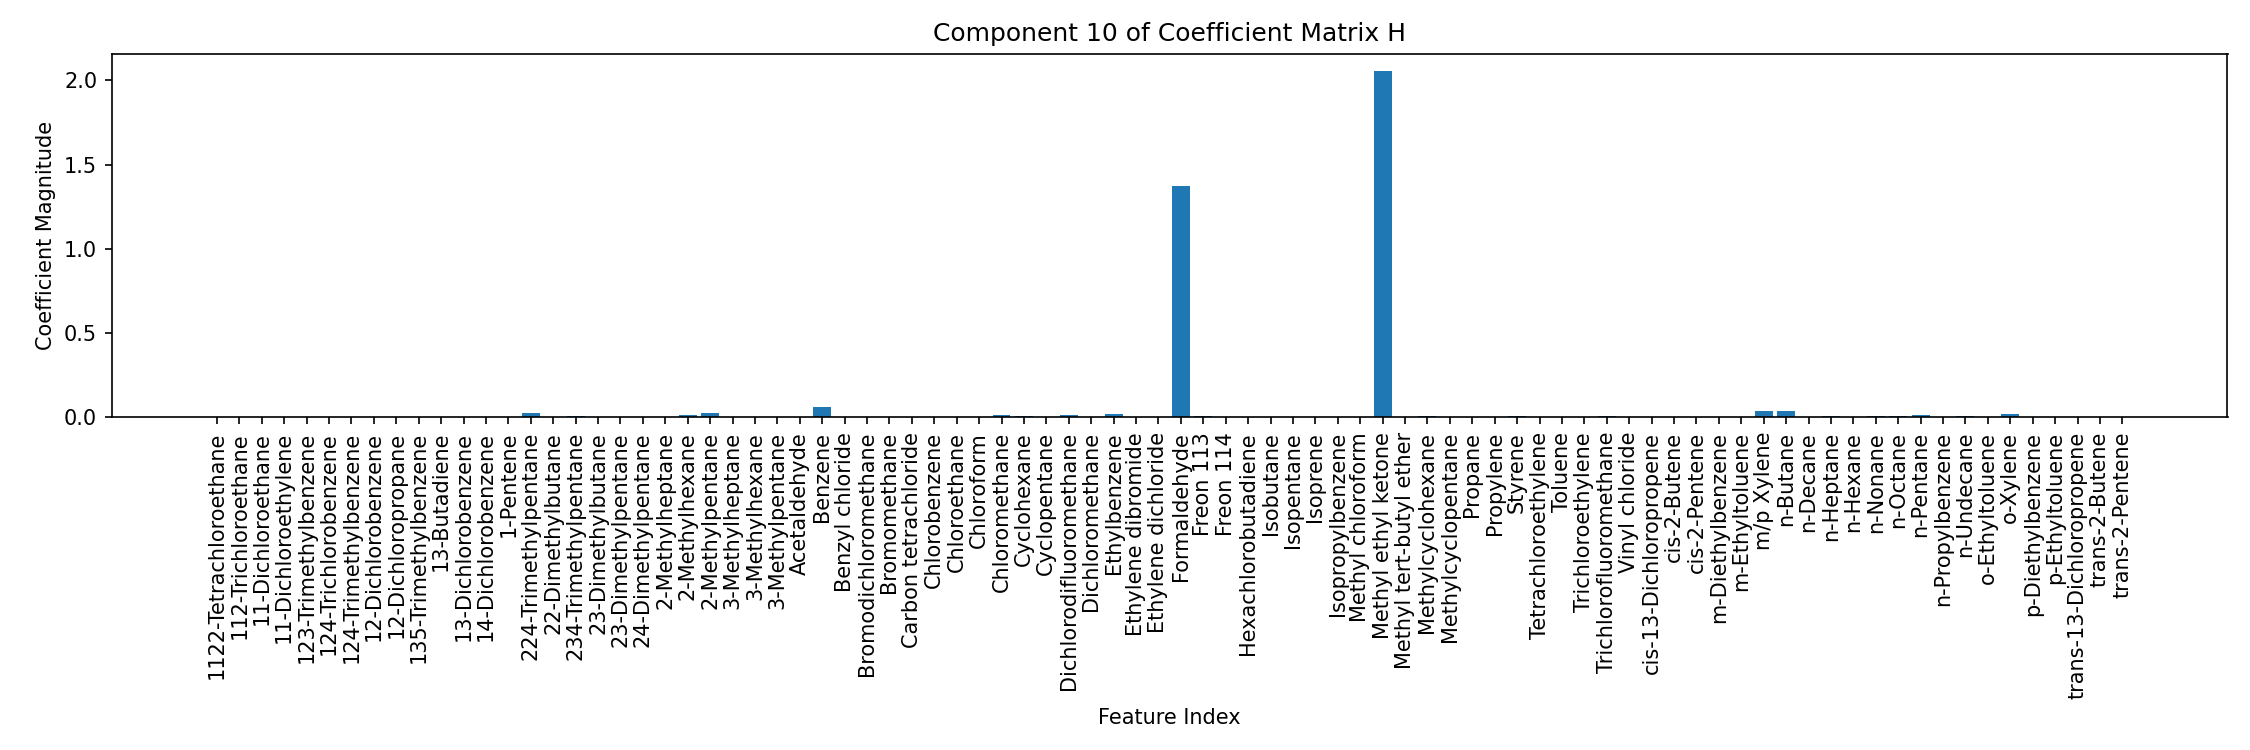 Component 10 of Coefficient Matrix H
Coefficient Magnitude
2.0
1.5
1.0
0.5
0.0
1122-Tetrachloroethane
112-Trichloroethane
11-Dichloroethane
11-Dichloroethylene
123-Trimethylbenzene
124-Trichlorobenzene
124-Trimethylbenzene
12-Dichlorobenzene
12-Dichloropropane
135-Trimethylbenzene
13-Butadiene
13-Dichlorobenzene
14-Dichlorobenzene
1-Pentene
224-Trimethylpentane
22-Dimethylbutane
234-Trimethylpentane
23-Dimethylbutane
23-Dimethylpentane
24-Dimethylpentane
2-Methylheptane
2-Methylhexane
2-Methylpentane
3-Methylheptane
3-Methylhexane
3-Methylpentane
Acetaldehyde
Benzene
Benzyl chloride
Bromodichloromethane
Bromomethane
Carbon tetrachloride
Chlorobenzene
Chloroethane
Chloroform
Chloromethane
Cyclohexane
Cyclopentane
Dichlorodifluoromethane
Dichloromethane
Ethylbenzene
Ethylene dibromide
Ethylene dichloride
Formaldehyde
Freon 113
Freon 114
Hexachlorobutadiene
Isobutane
Isopentane
Isoprene
Isopropylbenzene
Methyl chloroform
Methyl ethyl ketone
Methyl tert-butyl ether
Methylcyclohexane
Methylcyclopentane
Propane
Propylene
Styrene
Tetrachloroethylene
Toluene
Trichloroethylene
Trichlorofluoromethane
Vinyl chloride
cis-13-Dichloropropene
cis-2-Butene
cis-2-Pentene
m-Diethylbenzene
m-Ethyltoluene
m/p Xylene
n-Butane
n-Decane
n-Heptane
n-Hexane
n-Nonane
n-Octane
n-Pentane
n-Propylbenzene
n-Undecane
o-Ethyltoluene
o-Xylene
p-Diethylbenzene
p-Ethyltoluene
trans-13-Dichloropropene
trans-2-Butene
trans-2-Pentene
Feature Index